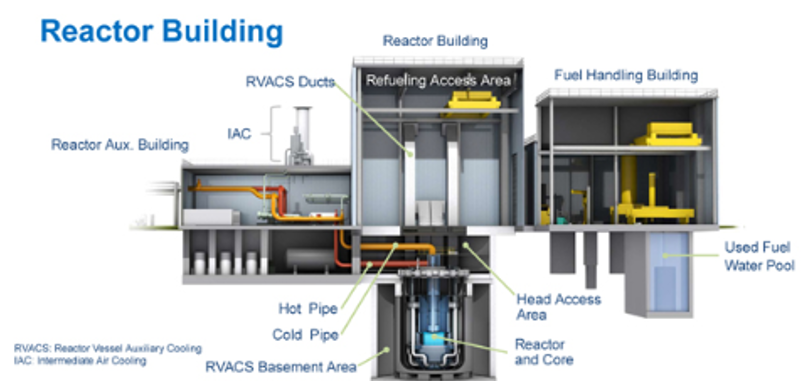 Reactor Building
Reactor Building
RVACS Ducts
Refueling Access Area
Fuel Handling Building
IAC
Reactor Aux. Building
Used Fuel
Water Pool
Hot Pipe
Head Access
Area
Cold Pipe
Reactor
and Core
RVACS Basement Area
RVACS: Reactor Vessel Auxiliary Cooling
IAC: Intermediate Air Cooling